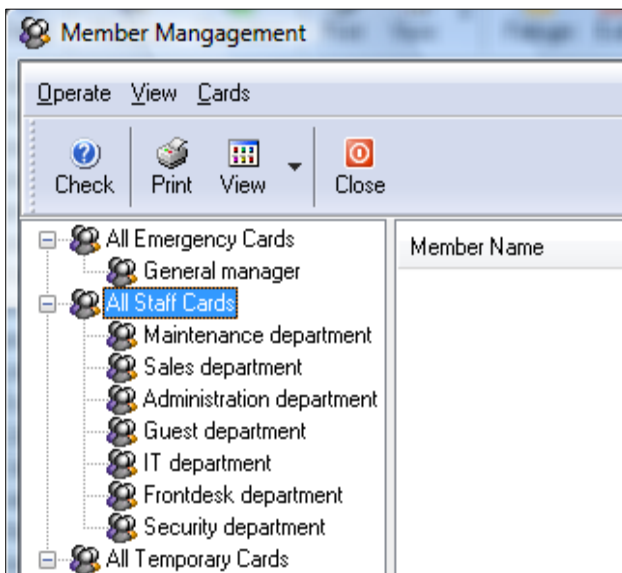 Member Mangagement
Operate View Cards
Check Print View Close
All Emergency Cards
General manager
All Staff Cards
Maintenance department
Sales department
Administration department
Guest department
IT department
Frontdesk department
Security department
All Temporary Cards
Member Name